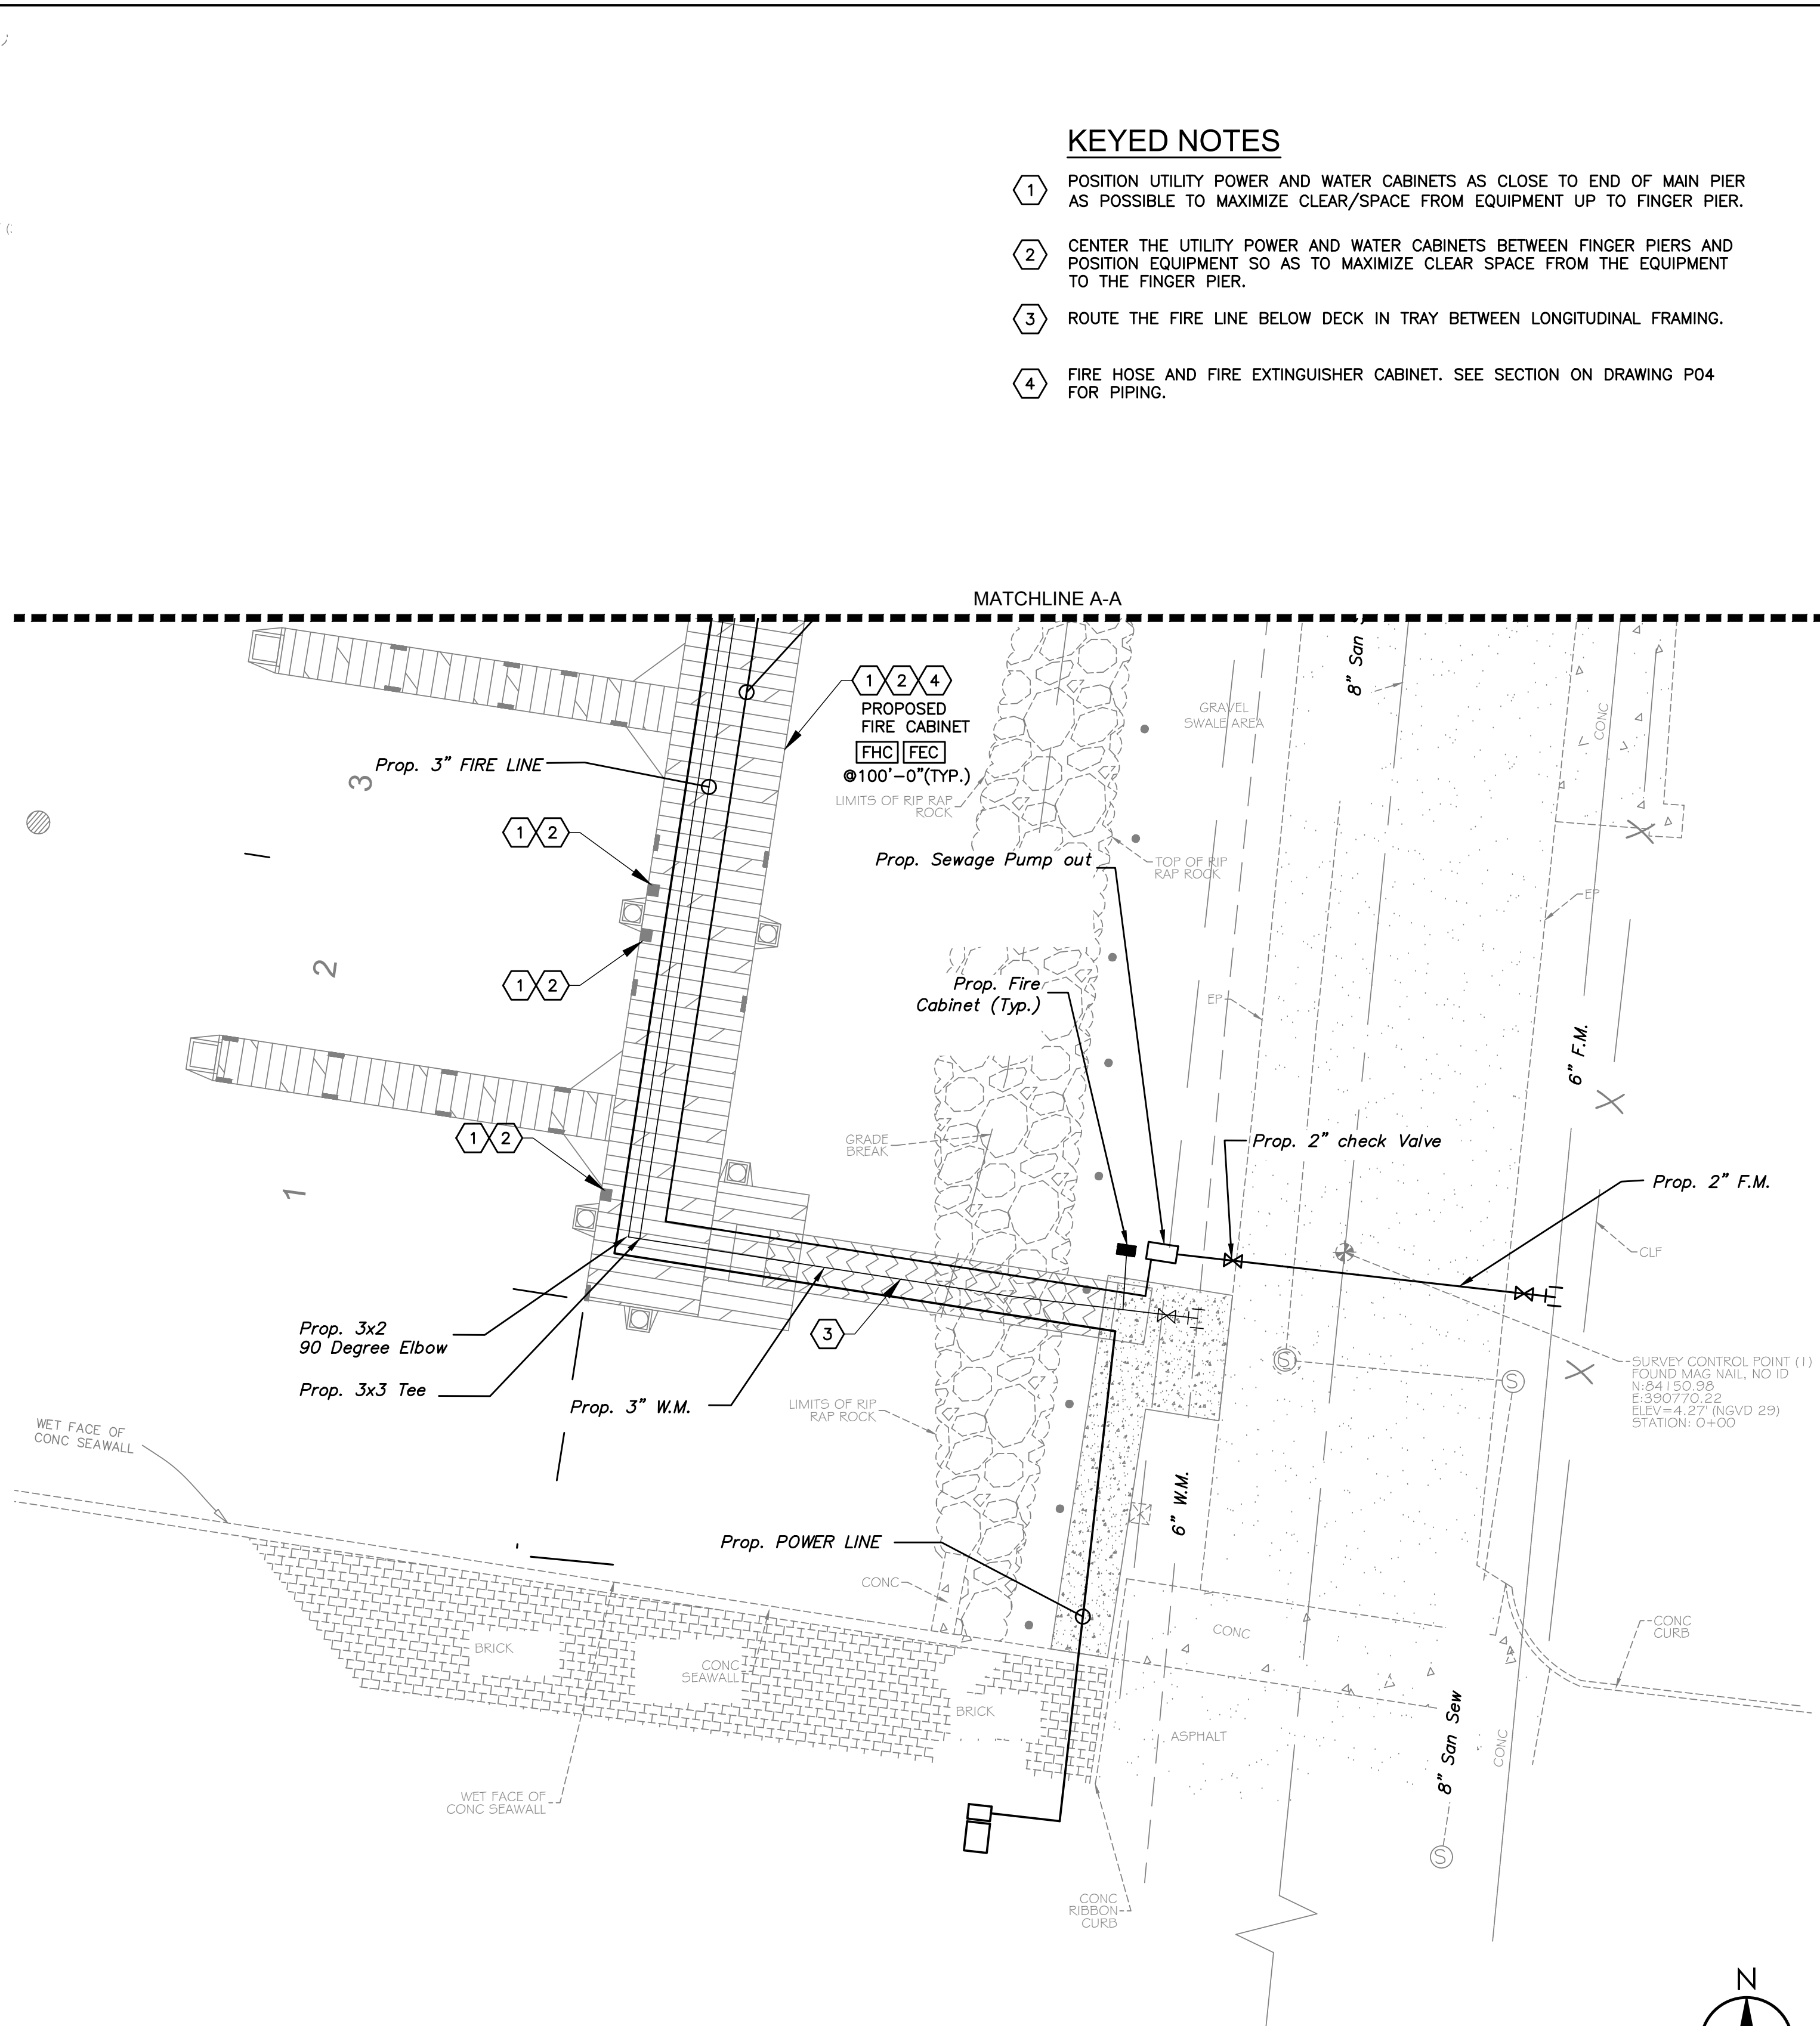 KEYED NOTES
1 POSITION UTILITY POWER AND WATER CABINETS AS CLOSE TO END OF MAIN PIER
AS POSSIBLE TO MAXIMIZE CLEAR/SPACE FROM EQUIPMENT UP TO FINGER PIER.
2 CENTER THE UTILITY POWER AND WATER CABINETS BETWEEN FINGER PIERS AND
POSITION EQUIPMENT SO AS TO MAXIMIZE CLEAR SPACE FROM THE EQUIPMENT
TO THE FINGER PIER.
3 ROUTE THE FIRE LINE BELOW DECK IN TRAY BETWEEN LONGITUDINAL FRAMING.
4 FIRE HOSE AND FIRE EXTINGUISHER CABINET. SEE SECTION ON DRAWING P04
FOR PIPING.
MATCHLINE A-A
8" San
1 2 4
PROPOSED
FIRE CABINET
FHC FEC
@100'-0"(TYP.)
GRAVEL
SWALE AREA
CONC
Prop. 3" FIRE LINE
3
LIMITS OF RIP RAP
ROCK
1 2
Prop. Sewage Pump out
TOP OF RIP
RAP ROCK
EP
2
1 2
Prop. Fire
Cabinet (Typ.)
EP
6" F.M.
1 2
GRADE
BREAK
Prop. 2" check Valve
Prop. 2" F.M.
1
CLF
Prop. 3x2
90 Degree Elbow
3
Prop. 3x3 Tee
Prop. 3" W.M.
LIMITS OF RIP
RAP ROCK
S
S
SURVEY CONTROL POINT (1)
FOUND MAG NAIL, NO ID
N:84150.98
E:390770.22
ELEV=4.27' (NGVD 29)
STATION: 0+00
WET FACE OF
CONC SEAWALL
6" W.M.
Prop. POWER LINE
CONC
CONC
CURB
BRICK
CONC
SEAWALL
CONC
BRICK
ASPHALT
8" San Sew
CONC
WET FACE OF
CONC SEAWALL
S
CONC
RIBBON
CURB
N